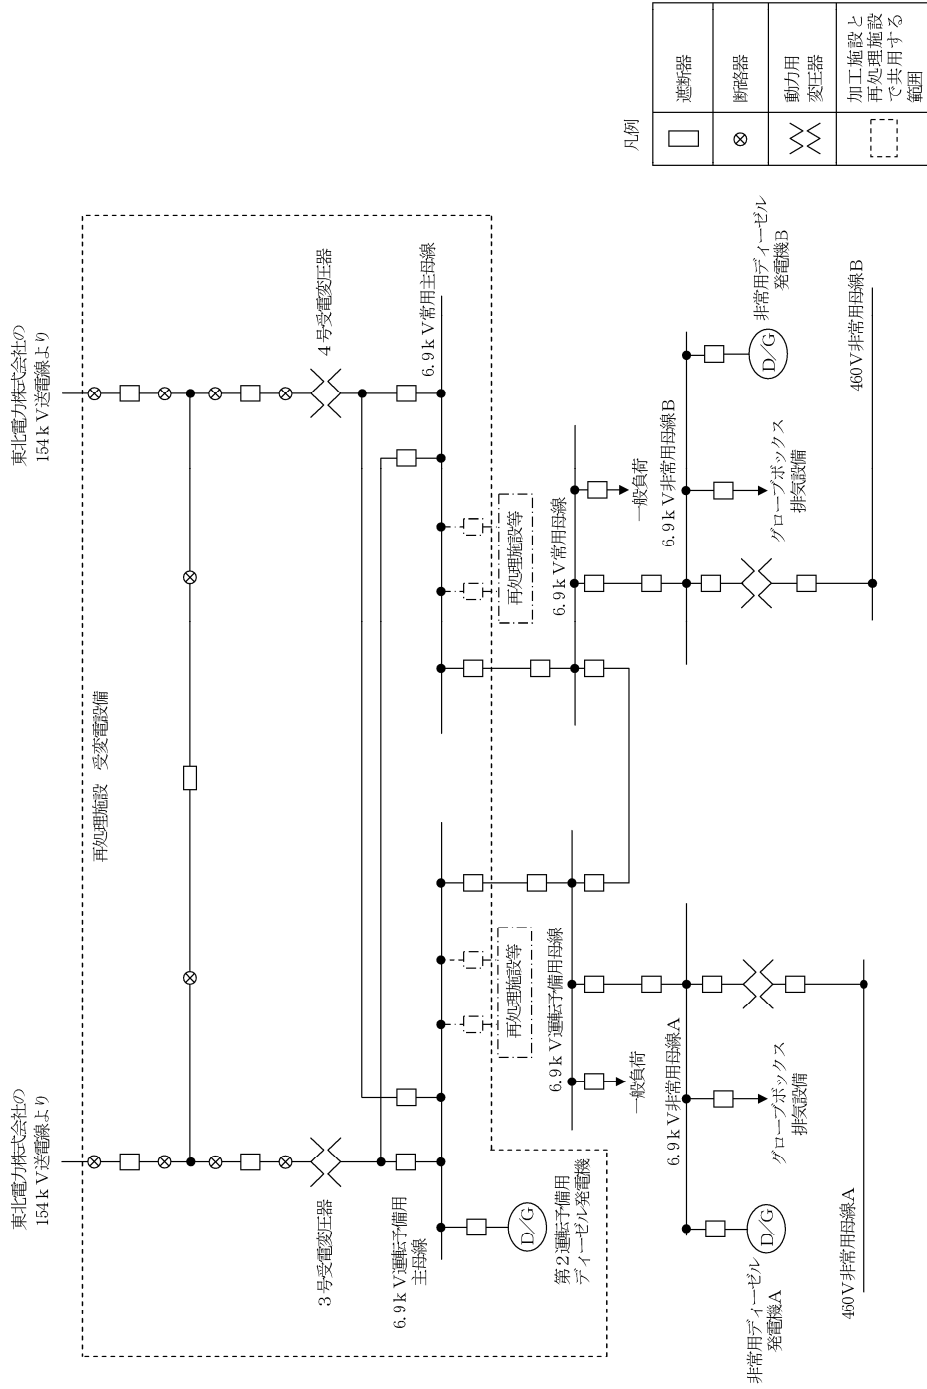 東北電力株式会社の
154kV送電線より
東北電力株式会社の
154kV送電線より
再処理施設　受変電設備
3号受電変圧器
4号受電変圧器
6.9kV運転予備用
主母線
6.9kV常用主母線
再処理施設等
再処理施設等
第2運転予備用
ディーゼル発電機
D/G
6.9kV運転予備用母線
6.9kV常用母線
一般負荷
一般負荷
6.9kV非常用母線A
6.9kV非常用母線B
D/G
非常用ディーゼル
発電機A
グローブボックス
排気設備
グローブボックス
排気設備
D/G
非常用ディーゼル
発電機B
460V非常用母線A
460V非常用母線B
凡例
遮断器
断路器
動力用
変圧器
加工施設と
再処理施設
で共用する
範囲